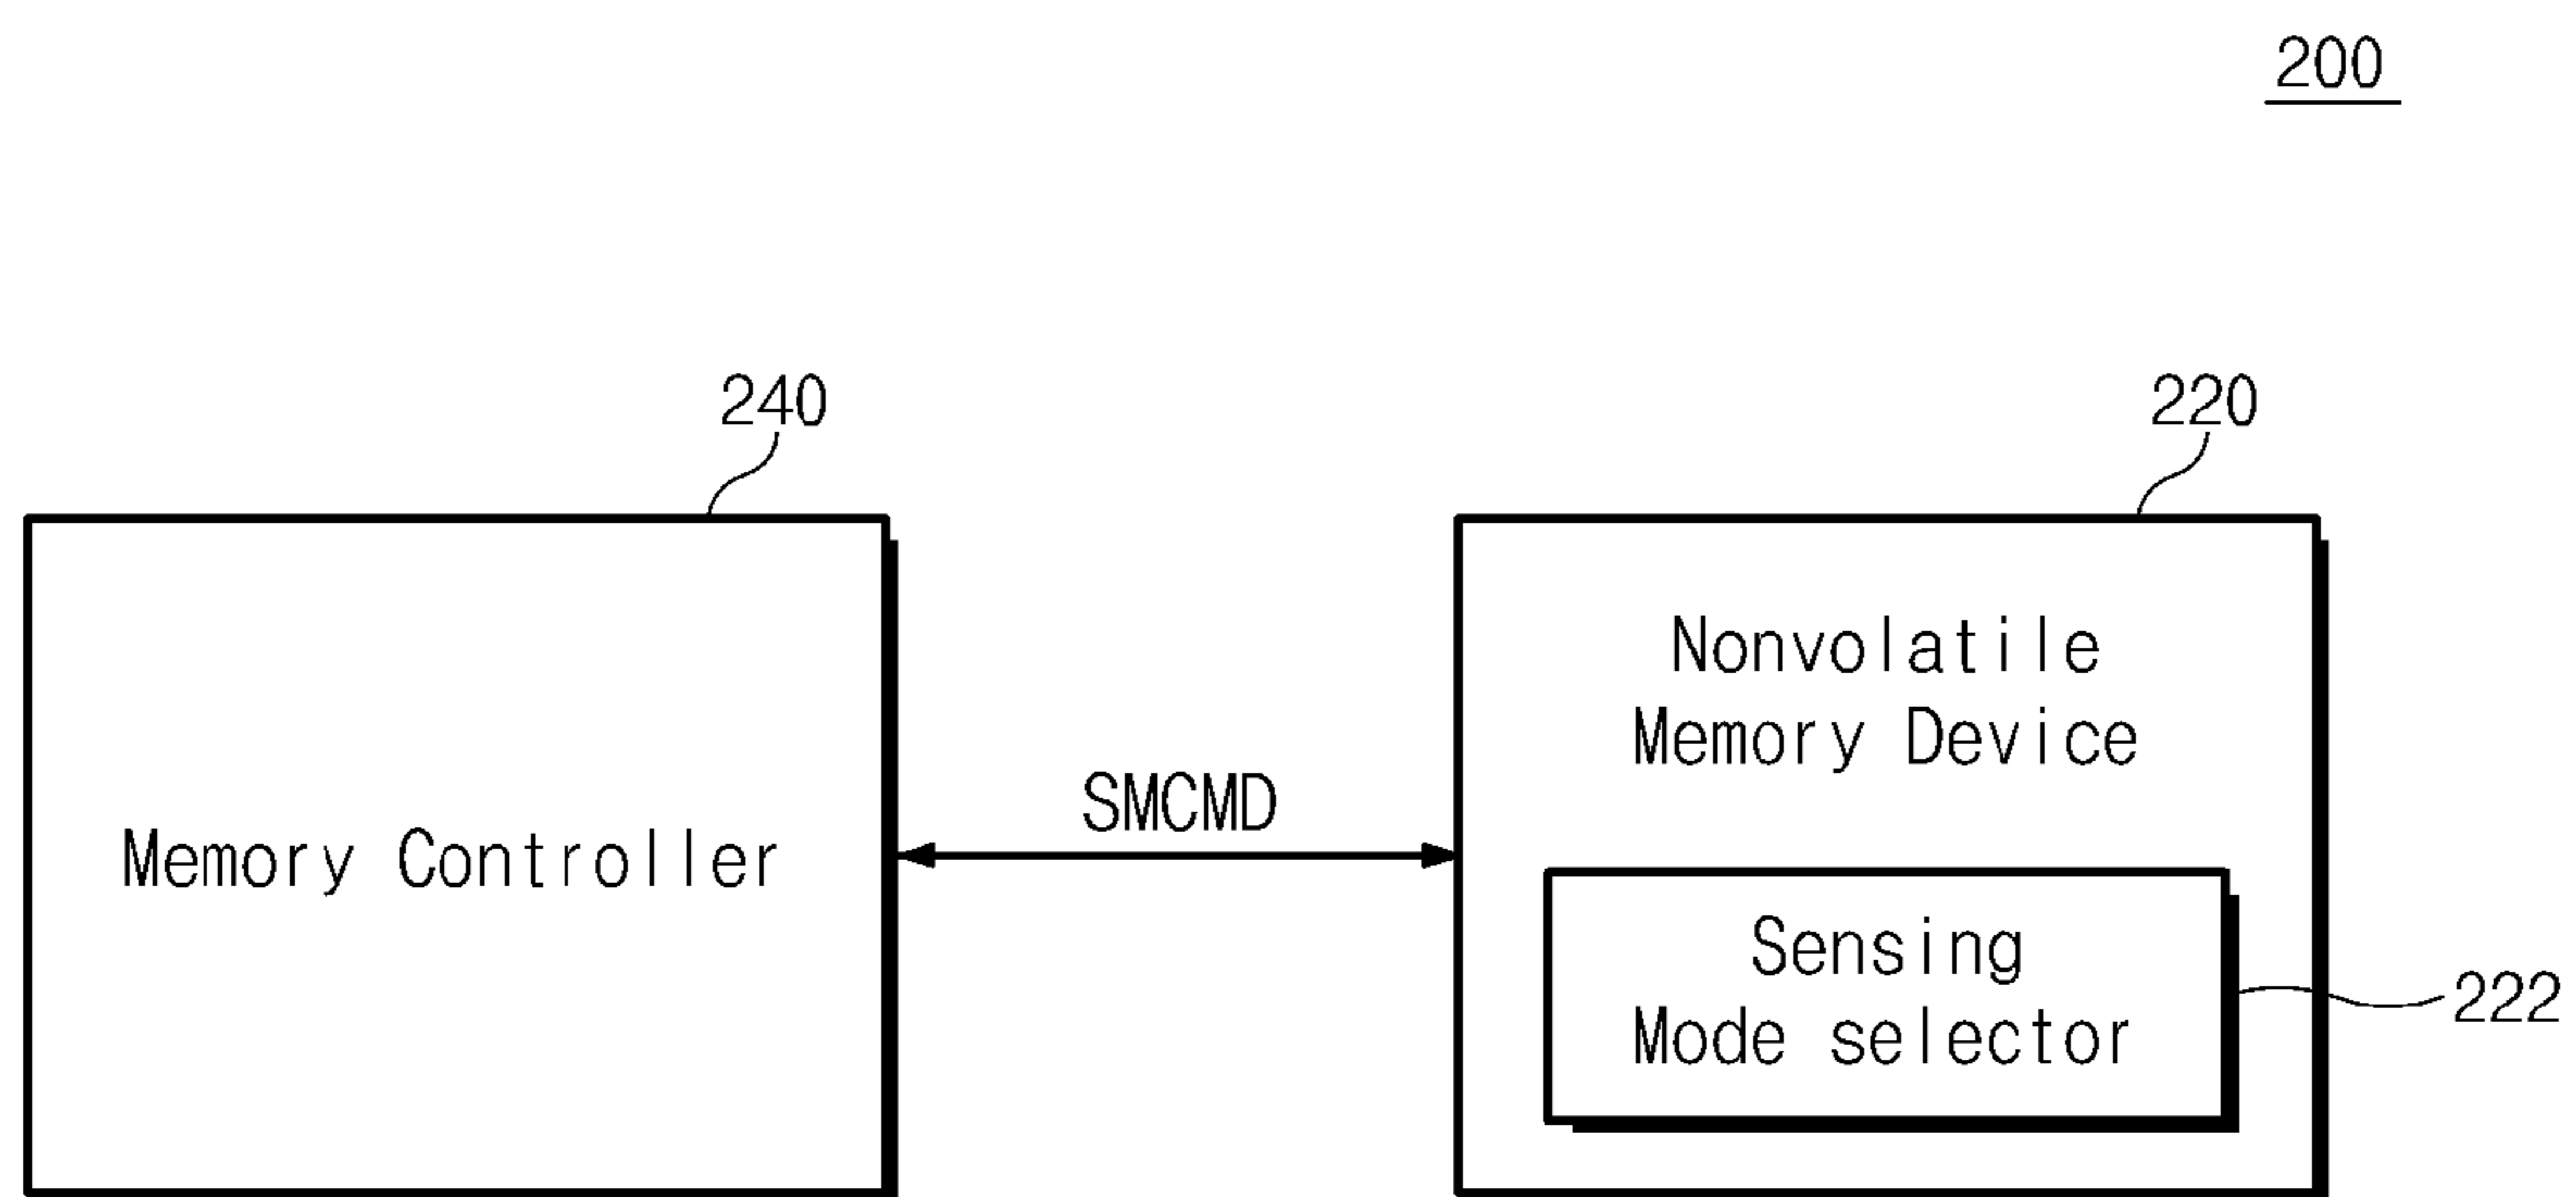 200
240
220
Memory Controller
SMCMD
Nonvolatile
Memory Device
Sensing
Mode selector
222